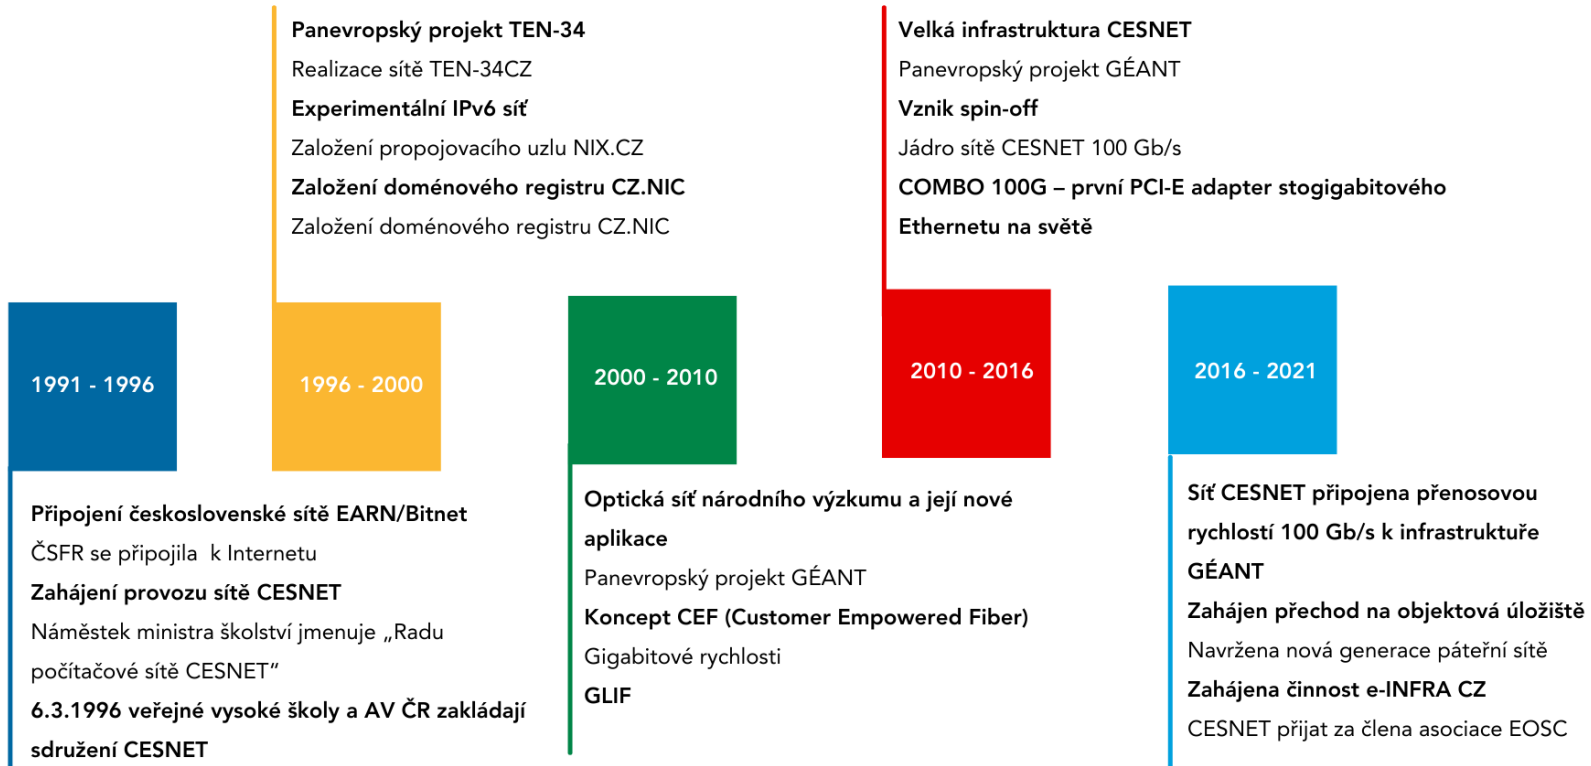 Panevropský projekt TEN-34
Realizace sítě TEN-34CZ
Experimentální IPv6 síť
Založení propojovacího uzlu NIX.CZ
Založení doménového registru CZ.NIC
Založení doménového registru CZ.NIC
Velká infrastruktura CESNET
Panevropský projekt GÉANT
Vznik spin-off
Jádro sítě CESNET 100 Gb/s
COMBO 100G – první PCI-E adapter stogigabitového
Ethernetu na světě
1991 - 1996
1996 - 2000
2000 - 2010
2010 - 2016
2016 - 2021
Připojení československé sítě EARN/Bitnet
ČSFR se připojila  k Internetu
Zahájení provozu sítě CESNET
Náměstek ministra školství jmenuje „Radu
počítačové sítě CESNET“
6.3.1996 veřejné vysoké školy a AV ČR zakládají
sdružení CESNET
Optická síť národního výzkumu a její nové
aplikace
Panevropský projekt GÉANT
Koncept CEF (Customer Empowered Fiber)
Gigabitové rychlosti
GLIF
Síť CESNET připojena přenosovou
rychlostí 100 Gb/s k infrastruktuře
GÉANT
Zahájen přechod na objektová úložiště
Navržena nová generace páteřní sítě
Zahájena činnost e-INFRA CZ
CESNET přijat za člena asociace EOSC